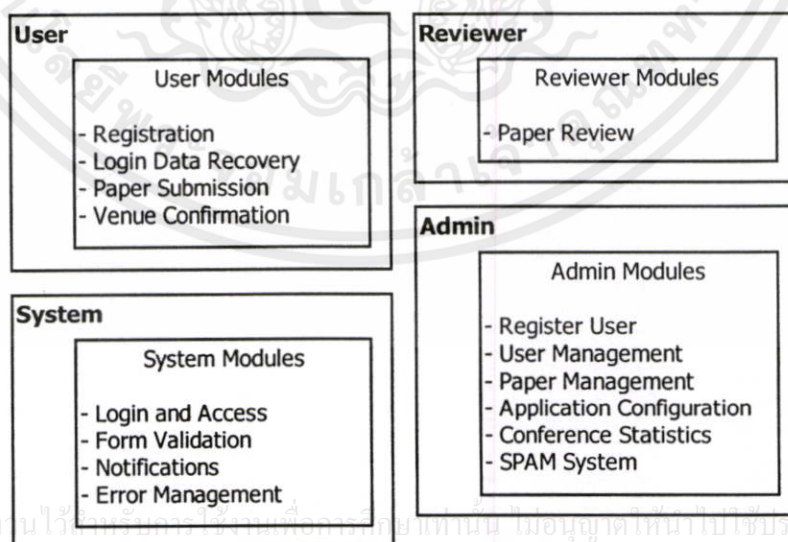 User
User Modules
- Registration
- Login Data Recovery
- Paper Submission
- Venue Confirmation
Reviewer
Reviewer Modules
- Paper Review
System
System Modules
- Login and Access
- Form Validation
- Notifications
- Error Management
Admin
Admin Modules
- Register User
- User Management
- Paper Management
- Application Configuration
- Conference Statistics
- SPAM System